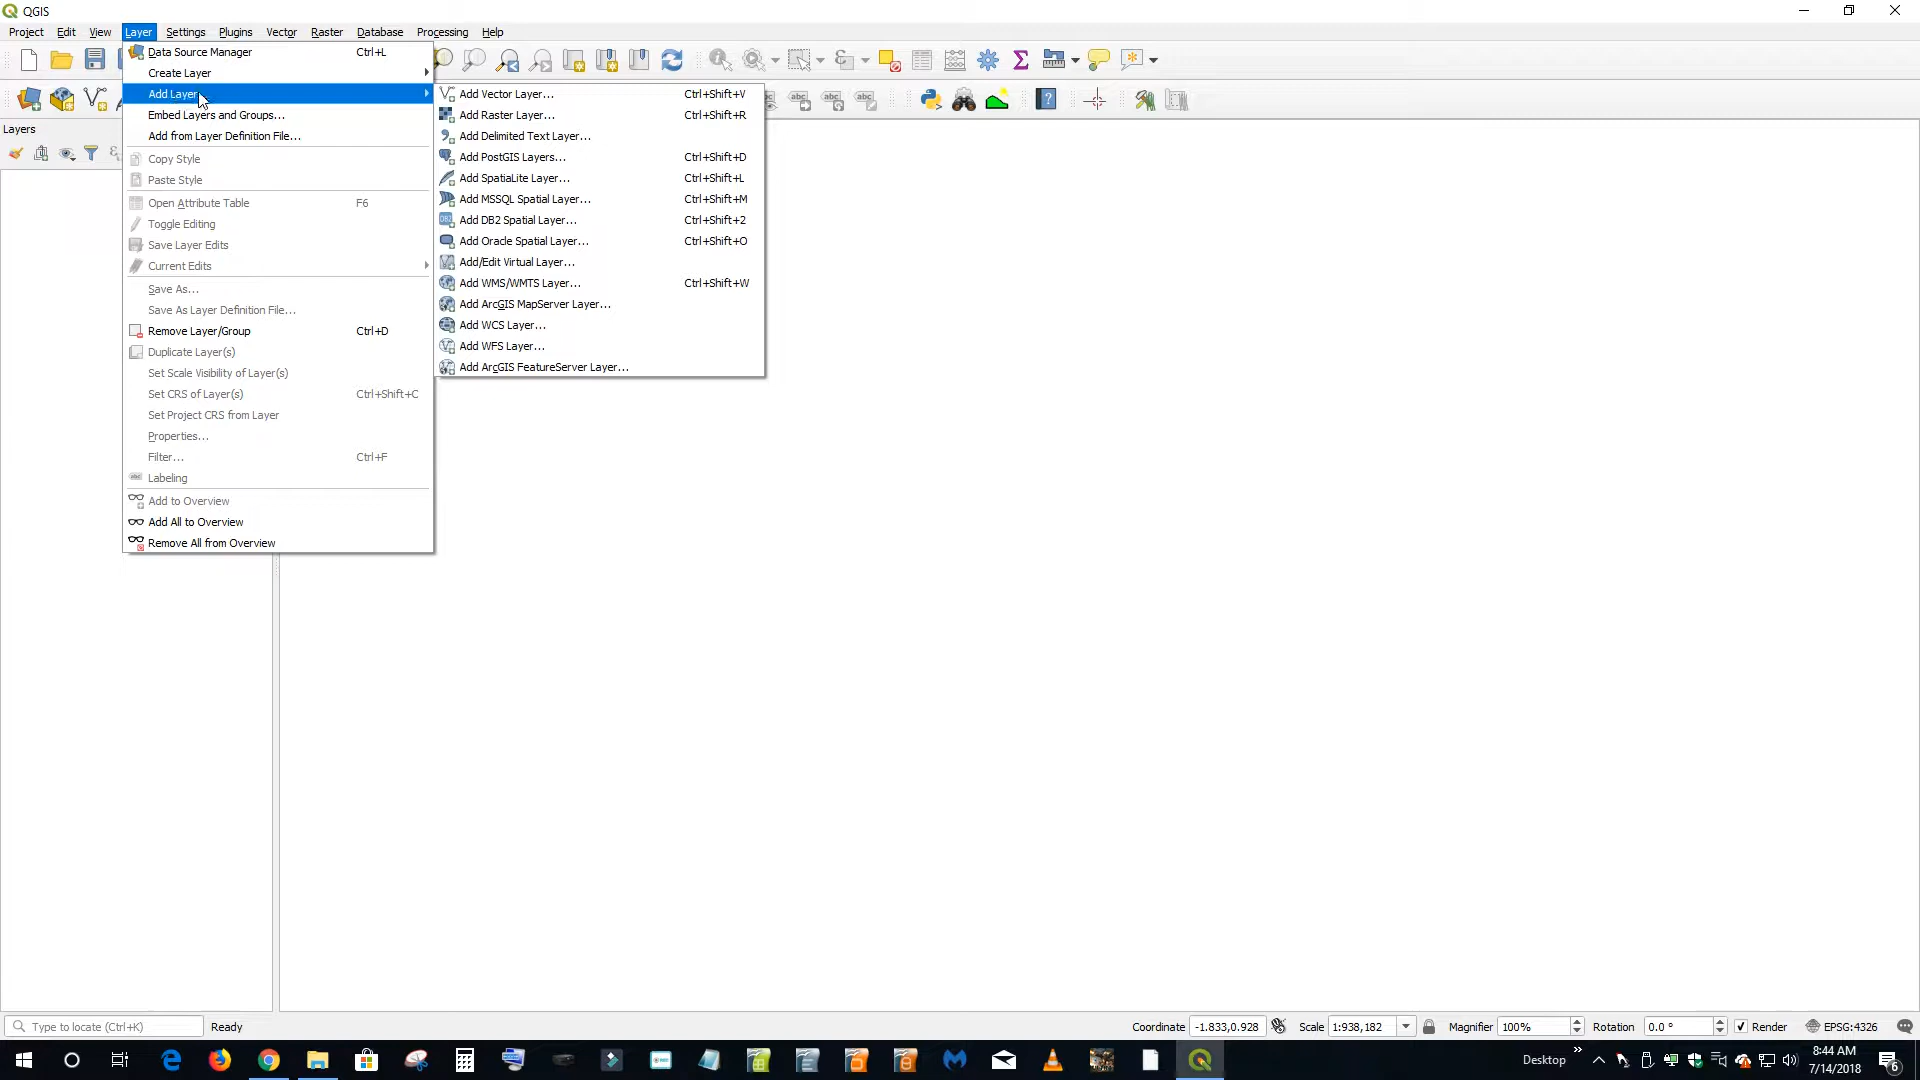 QGIS
Project Edit View Layer Settings Plugins Vector Raster Database Processing Help
Data Source Manager Ctrl+L
Create Layer
Add Layer
Embed Layers and Groups...
Add from Layer Definition File...
Copy Style
Paste Style
Open Attribute Table F6
Toggle Editing
Save Layer Edits
Current Edits
Save As...
Save As Layer Definition File...
Remove Layer/Group Ctrl+D
Duplicate Layer(s)
Set Scale Visibility of Layer(s)
Set CRS of Layer(s) Ctrl+Shift+C
Set Project CRS from Layer
Properties...
Filter... Ctrl+F
abc Labeling
Add to Overview
Add All to Overview
Remove All from Overview
Add Vector Layer... Ctrl+Shift+V
Add Raster Layer... Ctrl+Shift+R
Add Delimited Text Layer...
Add PostGIS Layers... Ctrl+Shift+D
Add SpatiaLite Layer... Ctrl+Shift+L
Add MSSQL Spatial Layer... Ctrl+Shift+M
DB2 Add DB2 Spatial Layer... Ctrl+Shift+2
Add Oracle Spatial Layer... Ctrl+Shift+O
Add/Edit Virtual Layer...
Add WMS/WMTS Layer... Ctrl+Shift+W
Add ArcGIS MapServer Layer...
Add WCS Layer...
Add WFS Layer...
Add ArcGIS FeatureServer Layer...
abc abc abc
Layers
Type to locate (Ctrl+K) Ready
Coordinate -1.833,0.928 Scale 1:938,182 Magnifier 100% Rotation 0.0 ° Render EPSG:4326
Desktop
8:44 AM
7/14/2018
6